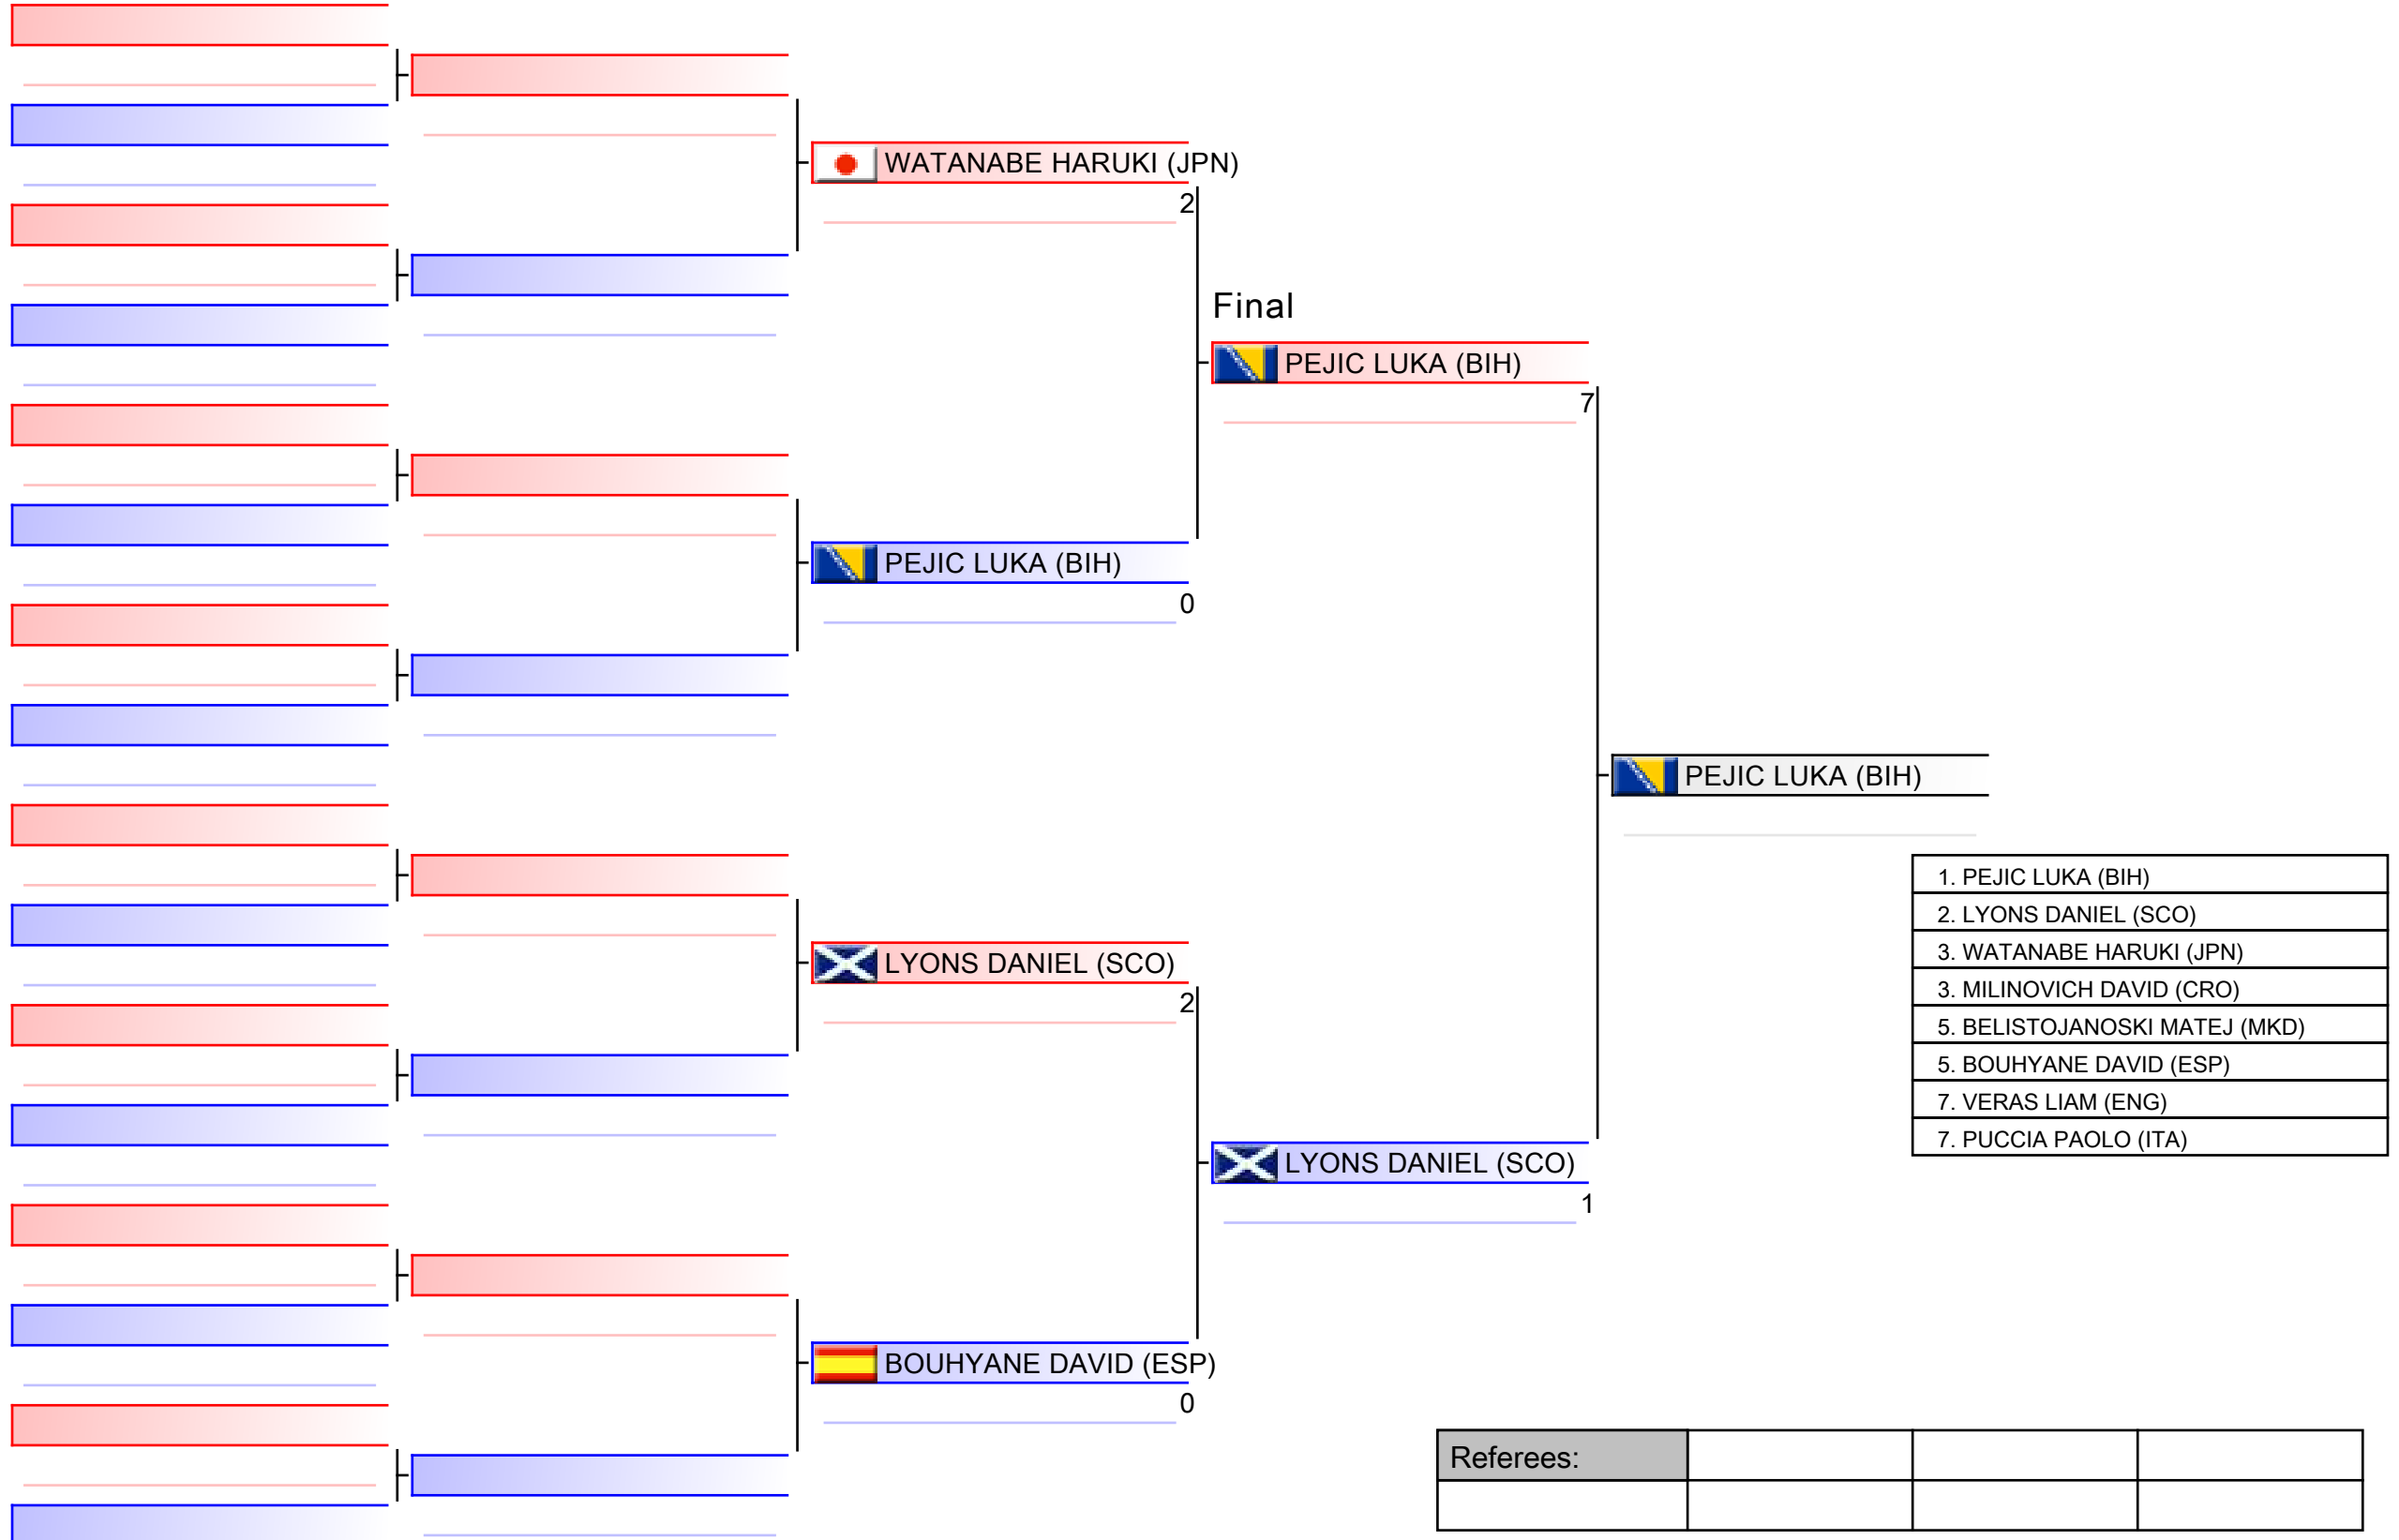 WATANABE HARUKI (JPN)
2
Final
PEJIC LUKA (BIH)
7
PEJIC LUKA (BIH)
0
PEJIC LUKA (BIH)
1. PEJIC LUKA (BIH)
2. LYONS DANIEL (SCO)
3. WATANABE HARUKI (JPN)
3. MILINOVICH DAVID (CRO)
5. BELISTOJANOSKI MATEJ (MKD)
5. BOUHYANE DAVID (ESP)
7. VERAS LIAM (ENG)
7. PUCCIA PAOLO (ITA)
LYONS DANIEL (SCO)
2
LYONS DANIEL (SCO)
1
BOUHYANE DAVID (ESP)
0
Referees: